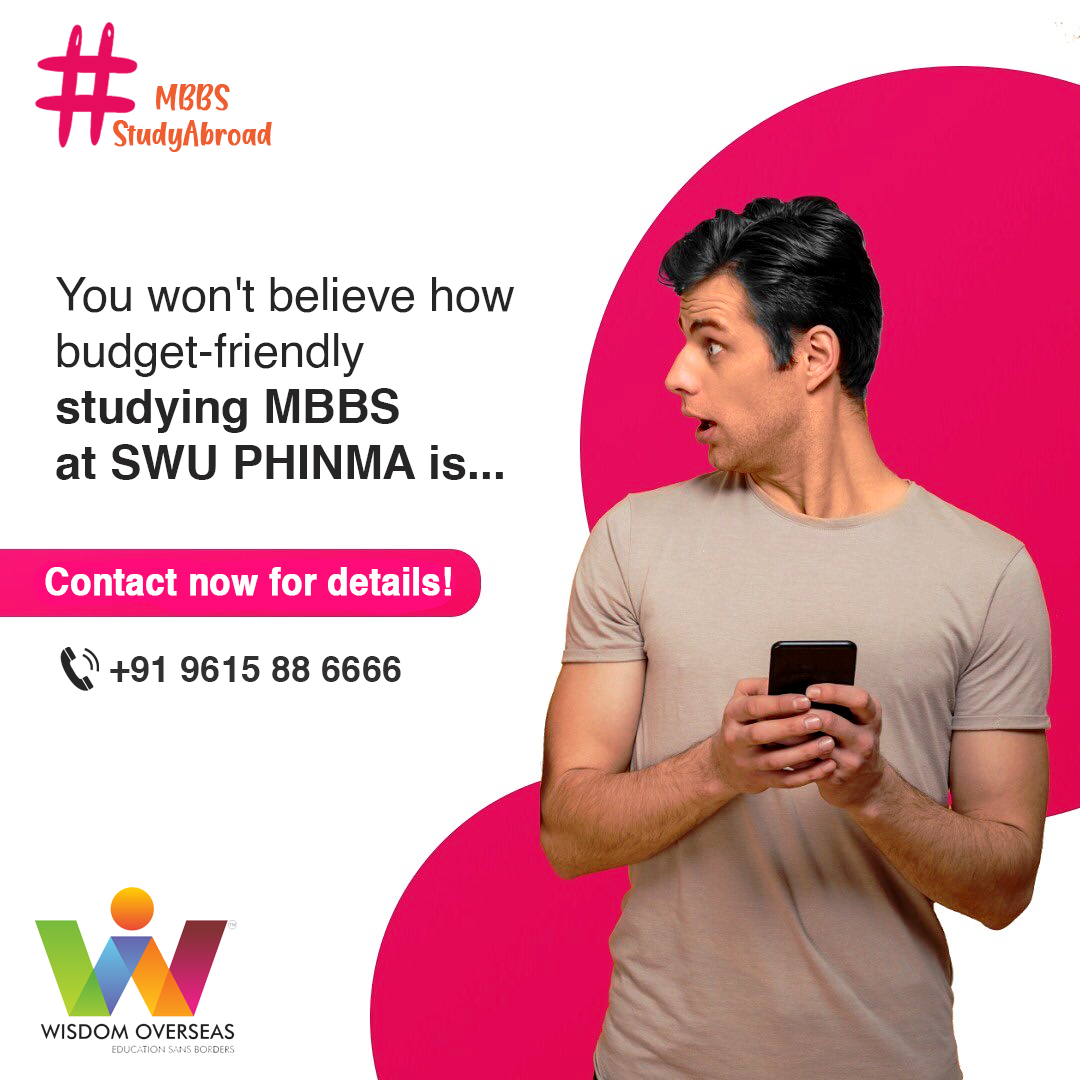 # MBBS
StudyAbroad
You won't believe how
budget-friendly
studying MBBS
at SWU PHINMA is...
Contact now for details!
+91 9615 88 6666
TM
WISDOM OVERSEAS
EDUCATION SANS BORDERS